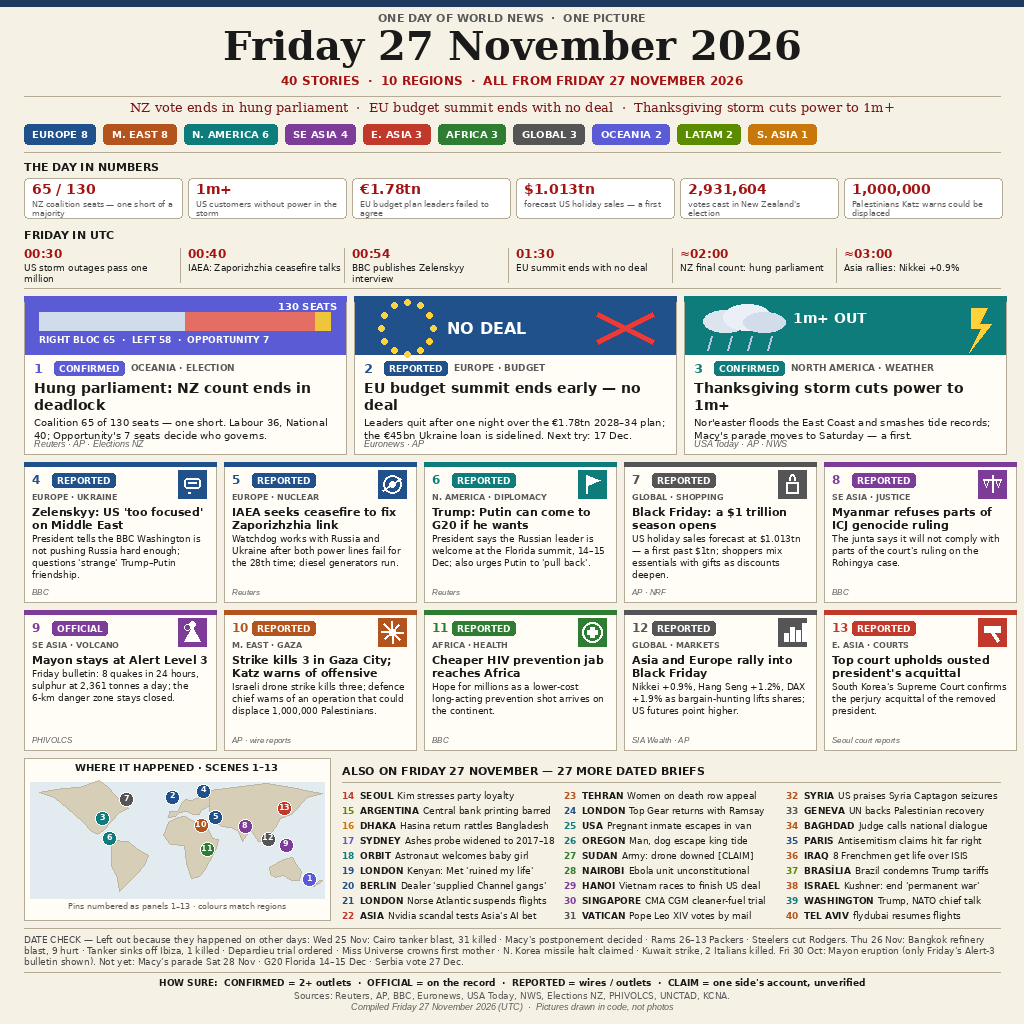 ONE DAY OF WORLD NEWS · ONE PICTURE
Friday 27 November 2026
40 STORIES · 10 REGIONS · ALL FROM FRIDAY 27 NOVEMBER 2026
NZ vote ends in hung parliament · EU budget summit ends with no deal · Thanksgiving storm cuts power to 1m+
EUROPE 8
M. EAST 8
N. AMERICA 6
SE ASIA 4
E. ASIA 3
AFRICA 3
GLOBAL 3
OCEANIA 2
LATAM 2
S. ASIA 1
THE DAY IN NUMBERS
65 / 130
NZ coalition seats — one short of a
majority
1m+
US customers without power in the
storm
€1.78tn
EU budget plan leaders failed to
agree
$1.013tn
forecast US holiday sales — a first
2,931,604
votes cast in New Zealand's
election
1,000,000
Palestinians Katz warns could be
displaced
FRIDAY IN UTC
00:30
US storm outages pass one
million
00:40
IAEA: Zaporizhzhia ceasefire talks
00:54
BBC publishes Zelenskyy
interview
01:30
EU summit ends with no deal
≈02:00
NZ final count: hung parliament
≈03:00
Asia rallies: Nikkei +0.9%
130 SEATS
RIGHT BLOC 65 · LEFT 58 · OPPORTUNITY 7
1 CONFIRMED OCEANIA · ELECTION
Hung parliament: NZ count ends in
deadlock
Coalition 65 of 130 seats — one short. Labour 36, National
40; Opportunity's 7 seats decide who governs.
Reuters · AP · Elections NZ
NO DEAL
2 REPORTED EUROPE · BUDGET
EU budget summit ends early — no
deal
Leaders quit after one night over the €1.78tn 2028–34 plan;
the €45bn Ukraine loan is sidelined. Next try: 17 Dec.
Euronews · AP
1m+ OUT
3 CONFIRMED NORTH AMERICA · WEATHER
Thanksgiving storm cuts power to
1m+
Nor'easter floods the East Coast and smashes tide records;
Macy's parade moves to Saturday — a first.
USA Today · AP · NWS
4 REPORTED
EUROPE · UKRAINE
Zelenskyy: US 'too focused'
on Middle East
President tells the BBC Washington is
not pushing Russia hard enough;
questions 'strange' Trump–Putin
friendship.
BBC
5 REPORTED
EUROPE · NUCLEAR
IAEA seeks ceasefire to fix
Zaporizhzhia link
Watchdog works with Russia and
Ukraine after both power lines fail for
the 28th time; diesel generators run.
Reuters
6 REPORTED
N. AMERICA · DIPLOMACY
Trump: Putin can come to
G20 if he wants
President says the Russian leader is
welcome at the Florida summit, 14–15
Dec; also urges Putin to 'pull back'.
Reuters
7 REPORTED
GLOBAL · SHOPPING
Black Friday: a $1 trillion
season opens
US holiday sales forecast at $1.013tn
— a first past $1tn; shoppers mix
essentials with gifts as discounts
deepen.
AP · NRF
8 REPORTED
SE ASIA · JUSTICE
Myanmar refuses parts of
ICJ genocide ruling
The junta says it will not comply with
parts of the court's ruling on the
Rohingya case.
BBC
9 OFFICIAL
SE ASIA · VOLCANO
Mayon stays at Alert Level 3
Friday bulletin: 8 quakes in 24 hours,
sulphur at 2,361 tonnes a day; the
6-km danger zone stays closed.
PHIVOLCS
10 REPORTED
M. EAST · GAZA
Strike kills 3 in Gaza City;
Katz warns of offensive
Israeli drone strike kills three; defence
chief warns of an operation that could
displace 1,000,000 Palestinians.
AP · wire reports
11 REPORTED
AFRICA · HEALTH
Cheaper HIV prevention jab
reaches Africa
Hope for millions as a lower-cost
long-acting prevention shot arrives on
the continent.
BBC
12 REPORTED
GLOBAL · MARKETS
Asia and Europe rally into
Black Friday
Nikkei +0.9%, Hang Seng +1.2%, DAX
+1.9% as bargain-hunting lifts shares;
US futures point higher.
SIA Wealth · AP
13 REPORTED
E. ASIA · COURTS
Top court upholds ousted
president's acquittal
South Korea's Supreme Court confirms
the perjury acquittal of the removed
president.
Seoul court reports
WHERE IT HAPPENED · SCENES 1–13
7
2
4
3
5
13
10
8
6
12
9
11
1
Pins numbered as panels 1–13 · colours match regions
ALSO ON FRIDAY 27 NOVEMBER — 27 MORE DATED BRIEFS
14 SEOUL Kim stresses party loyalty
15 ARGENTINA Central bank printing barred
16 DHAKA Hasina return rattles Bangladesh
17 SYDNEY Ashes probe widened to 2017–18
18 ORBIT Astronaut welcomes baby girl
19 LONDON Kenyan: Met 'ruined my life'
20 BERLIN Dealer 'supplied Channel gangs'
21 LONDON Norse Atlantic suspends flights
22 ASIA Nvidia scandal tests Asia's AI bet
23 TEHRAN Women on death row appeal
24 LONDON Top Gear returns with Ramsay
25 USA Pregnant inmate escapes in van
26 OREGON Man, dog escape king tide
27 SUDAN Army: drone downed [CLAIM]
28 NAIROBI Ebola unit unconstitutional
29 HANOI Vietnam races to finish US deal
30 SINGAPORE CMA CGM cleaner-fuel trial
31 VATICAN Pope Leo XIV votes by mail
32 SYRIA US praises Syria Captagon seizures
33 GENEVA UN backs Palestinian recovery
34 BAGHDAD Judge calls national dialogue
35 PARIS Antisemitism claims hit far right
36 IRAQ 8 Frenchmen get life over ISIS
37 BRASÍLIA Brazil condemns Trump tariffs
38 ISRAEL Kushner: end 'permanent war'
39 WASHINGTON Trump, NATO chief talk
40 TEL AVIV flydubai resumes flights
DATE CHECK — Left out because they happened on other days: Wed 25 Nov: Cairo tanker blast, 31 killed · Macy's postponement decided · Rams 26–13 Packers · Steelers cut Rodgers. Thu 26 Nov: Bangkok refinery
blast, 9 hurt · Tanker sinks off Ibiza, 1 killed · Depardieu trial ordered · Miss Universe crowns first mother · N. Korea missile halt claimed · Kuwait strike, 2 Italians killed. Fri 30 Oct: Mayon eruption (only Friday's Alert-3
bulletin shown). Not yet: Macy's parade Sat 28 Nov · G20 Florida 14–15 Dec · Serbia vote 27 Dec.
HOW SURE: CONFIRMED = 2+ outlets · OFFICIAL = on the record · REPORTED = wires / outlets · CLAIM = one side's account, unverified
Sources: Reuters, AP, BBC, Euronews, USA Today, NWS, Elections NZ, PHIVOLCS, UNCTAD, KCNA.
Compiled Friday 27 November 2026 (UTC) · Pictures drawn in code, not photos